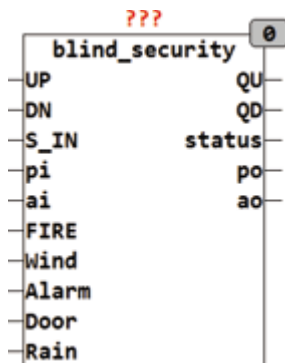 ???
0
blind_security
UP QU
DN QD
S_IN status
pi po
ai ao
FIRE
Wind
Alarm
Door
Rain